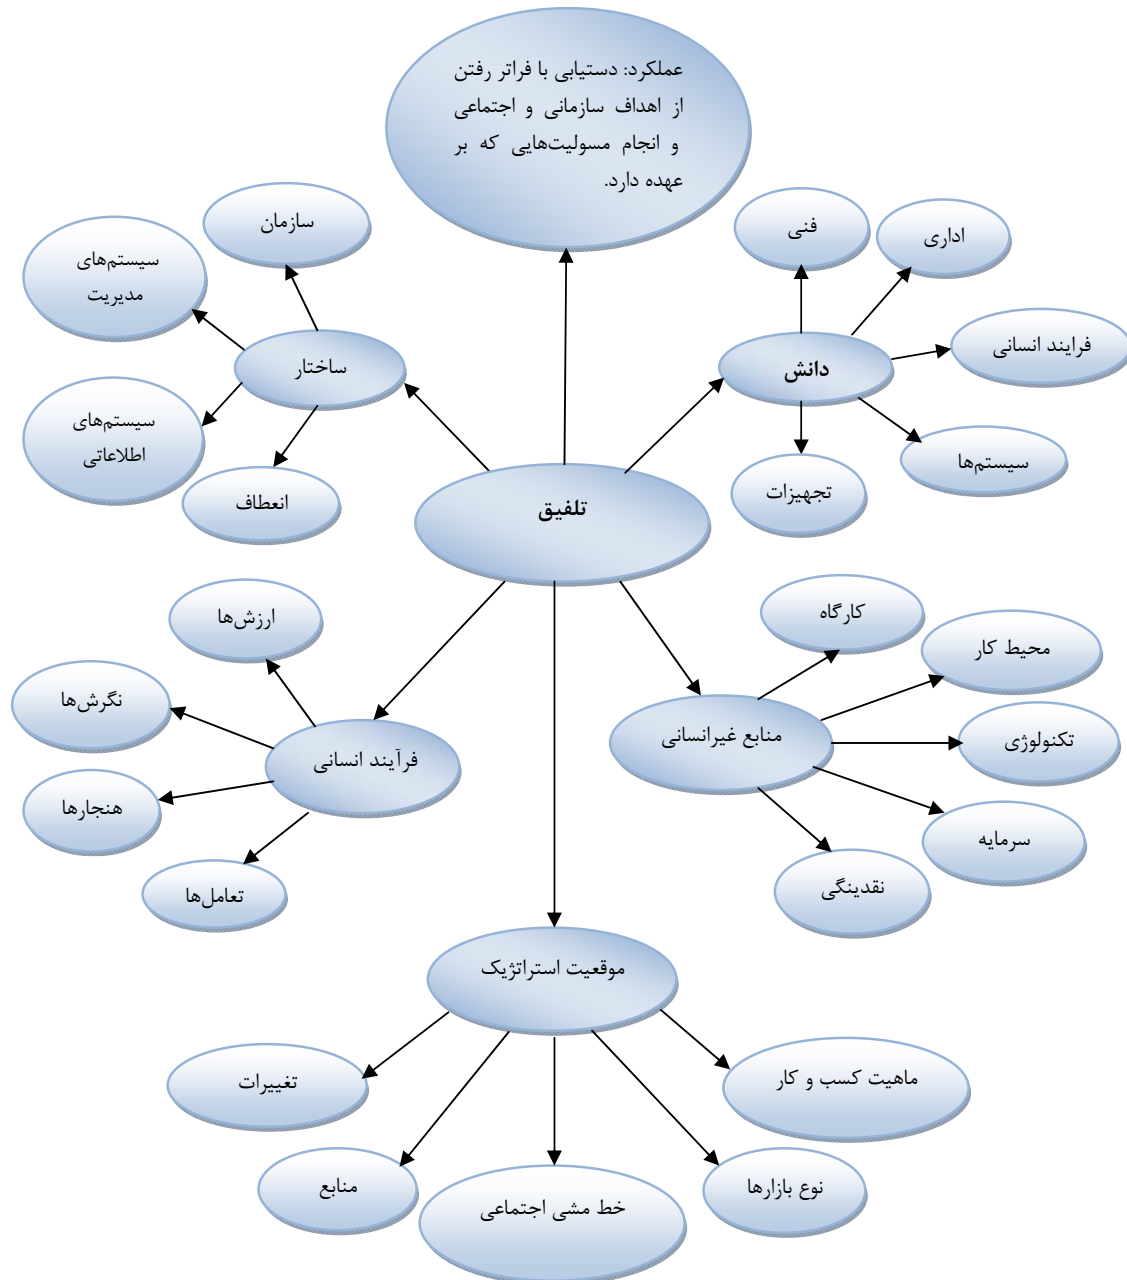 عملکرد: دستیابی با فراتر رفتن
از اهداف سازمانی و اجتماعی
و انجام مسولیت‌هایی که بر
عهده دارد.
فنی
اداری
فرایند انسانی
دانش
سیستم‌ها
تجهیزات
سازمان
سیستم‌های
مدیریت
ساختار
سیستم‌های
اطلاعاتی
انعطاف
تلفیق
کارگاه
محیط کار
تکنولوژی
منابع غیرانسانی
سرمایه
نقدینگی
ارزش‌ها
نگرش‌ها
فرآیند انسانی
هنجارها
تعامل‌ها
موقعیت استراتژیک
ماهیت کسب و کار
نوع بازارها
خط مشی اجتماعی
منابع
تغییرات